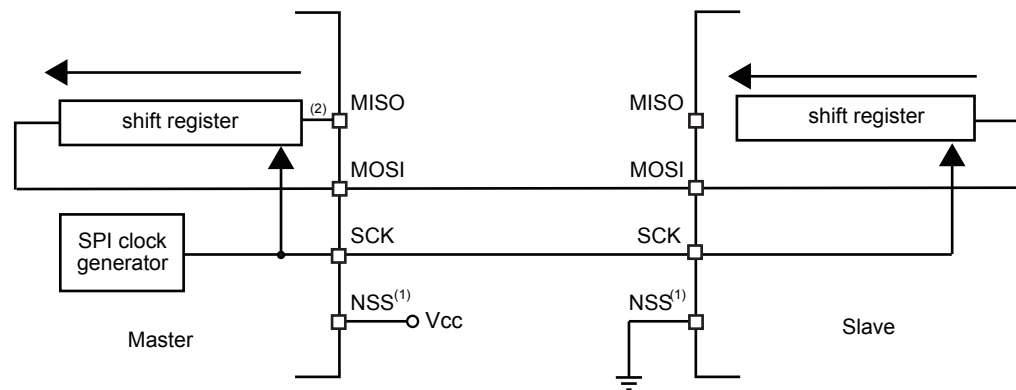 MISO
MISO
shift register
(2)
shift register
MOSI
MOSI
SPI clock
generator
SCK
SCK
NSS(1)
Vcc
NSS(1)
Master
Slave